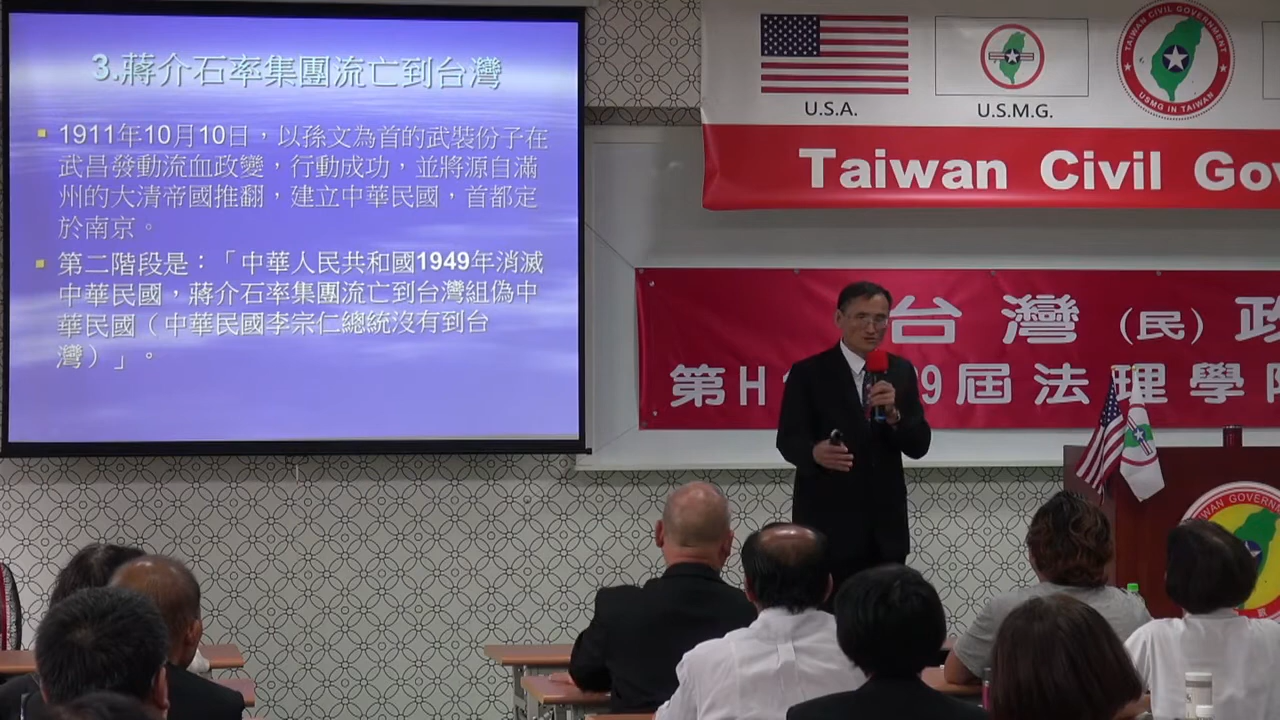 3.蔣介石率集團流亡到台灣
1911年10月10日，以孫文為首的武裝份子在
武昌發動流血政變，行動成功，並將源自滿
州的大清帝國推翻，建立中華民國，首都定
於南京。
第二階段是：「中華人民共和國1949年消滅
中華民國，蔣介石率集團流亡到台灣組偽中
華民國（中華民國李宗仁總統沒有到台
灣）」。
U.S.A.
U.S.M.G.
TAIWAN CIVIL GOVERNMENT
USMG IN TAIWAN
Taiwan Civil Gov
台灣（民）政
第H 9屆法理學
TAIWAN GOVERNMENT